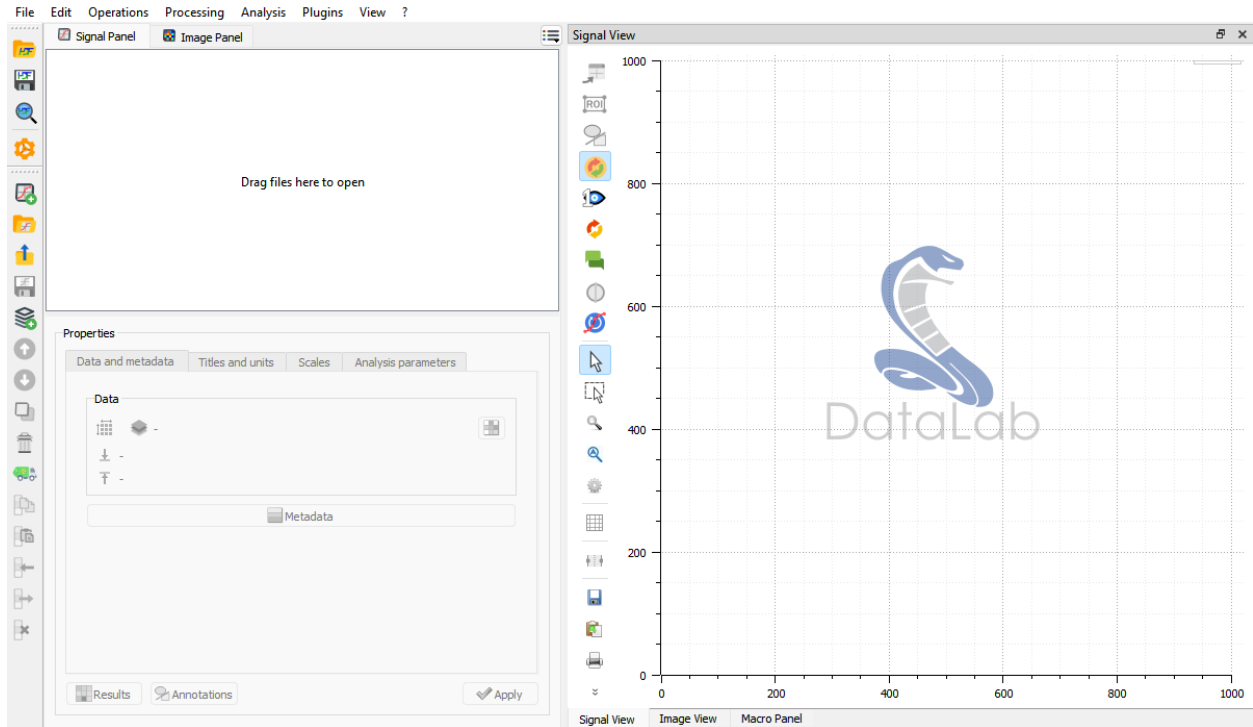 File Edit Operations Processing Analysis Plugins View ?
Signal Panel Image Panel
Drag files here to open
Properties
Data and metadata Titles and units Scales Analysis parameters
Data
-
-
-
Metadata
Results Annotations Apply
Signal View
ROI
1000
800
600
400
200
0
0 200 400 600 800 1000
DataLab
Signal View Image View Macro Panel